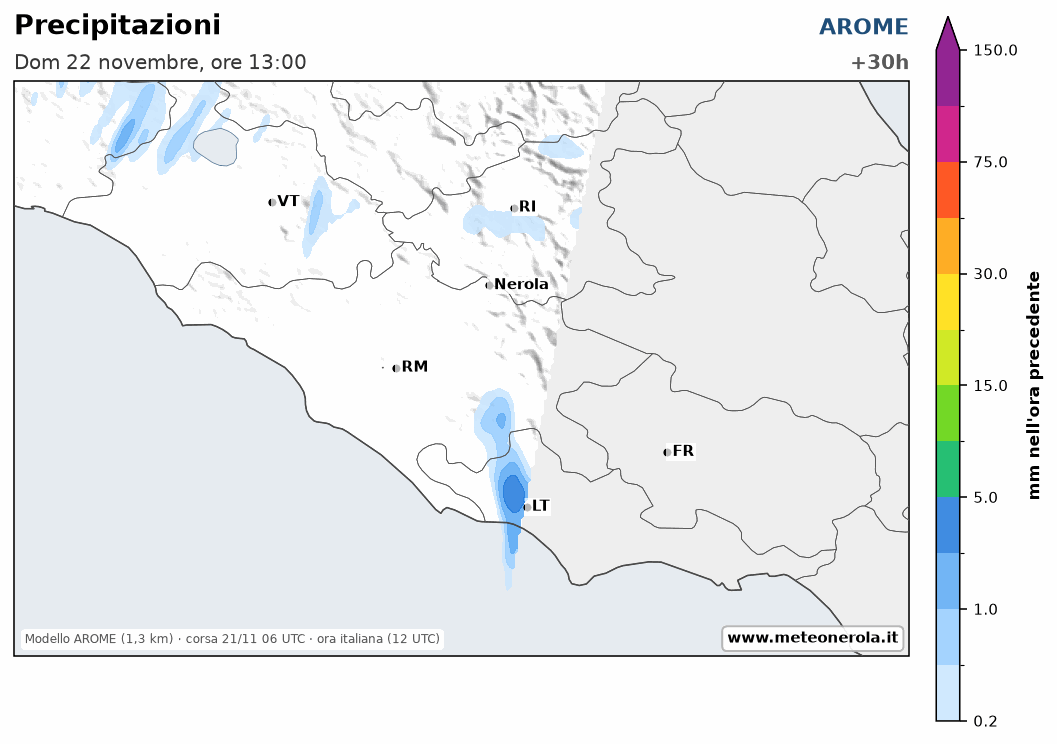 Precipitazioni
AROME
Dom 22 novembre, ore 13:00
+30h
150.0
75.0
30.0
15.0
5.0
1.0
0.2
mm nell'ora precedente
VT
RI
Nerola
RM
FR
LT
Modello AROME (1,3 km) · corsa 21/11 06 UTC · ora italiana (12 UTC)
www.meteonerola.it